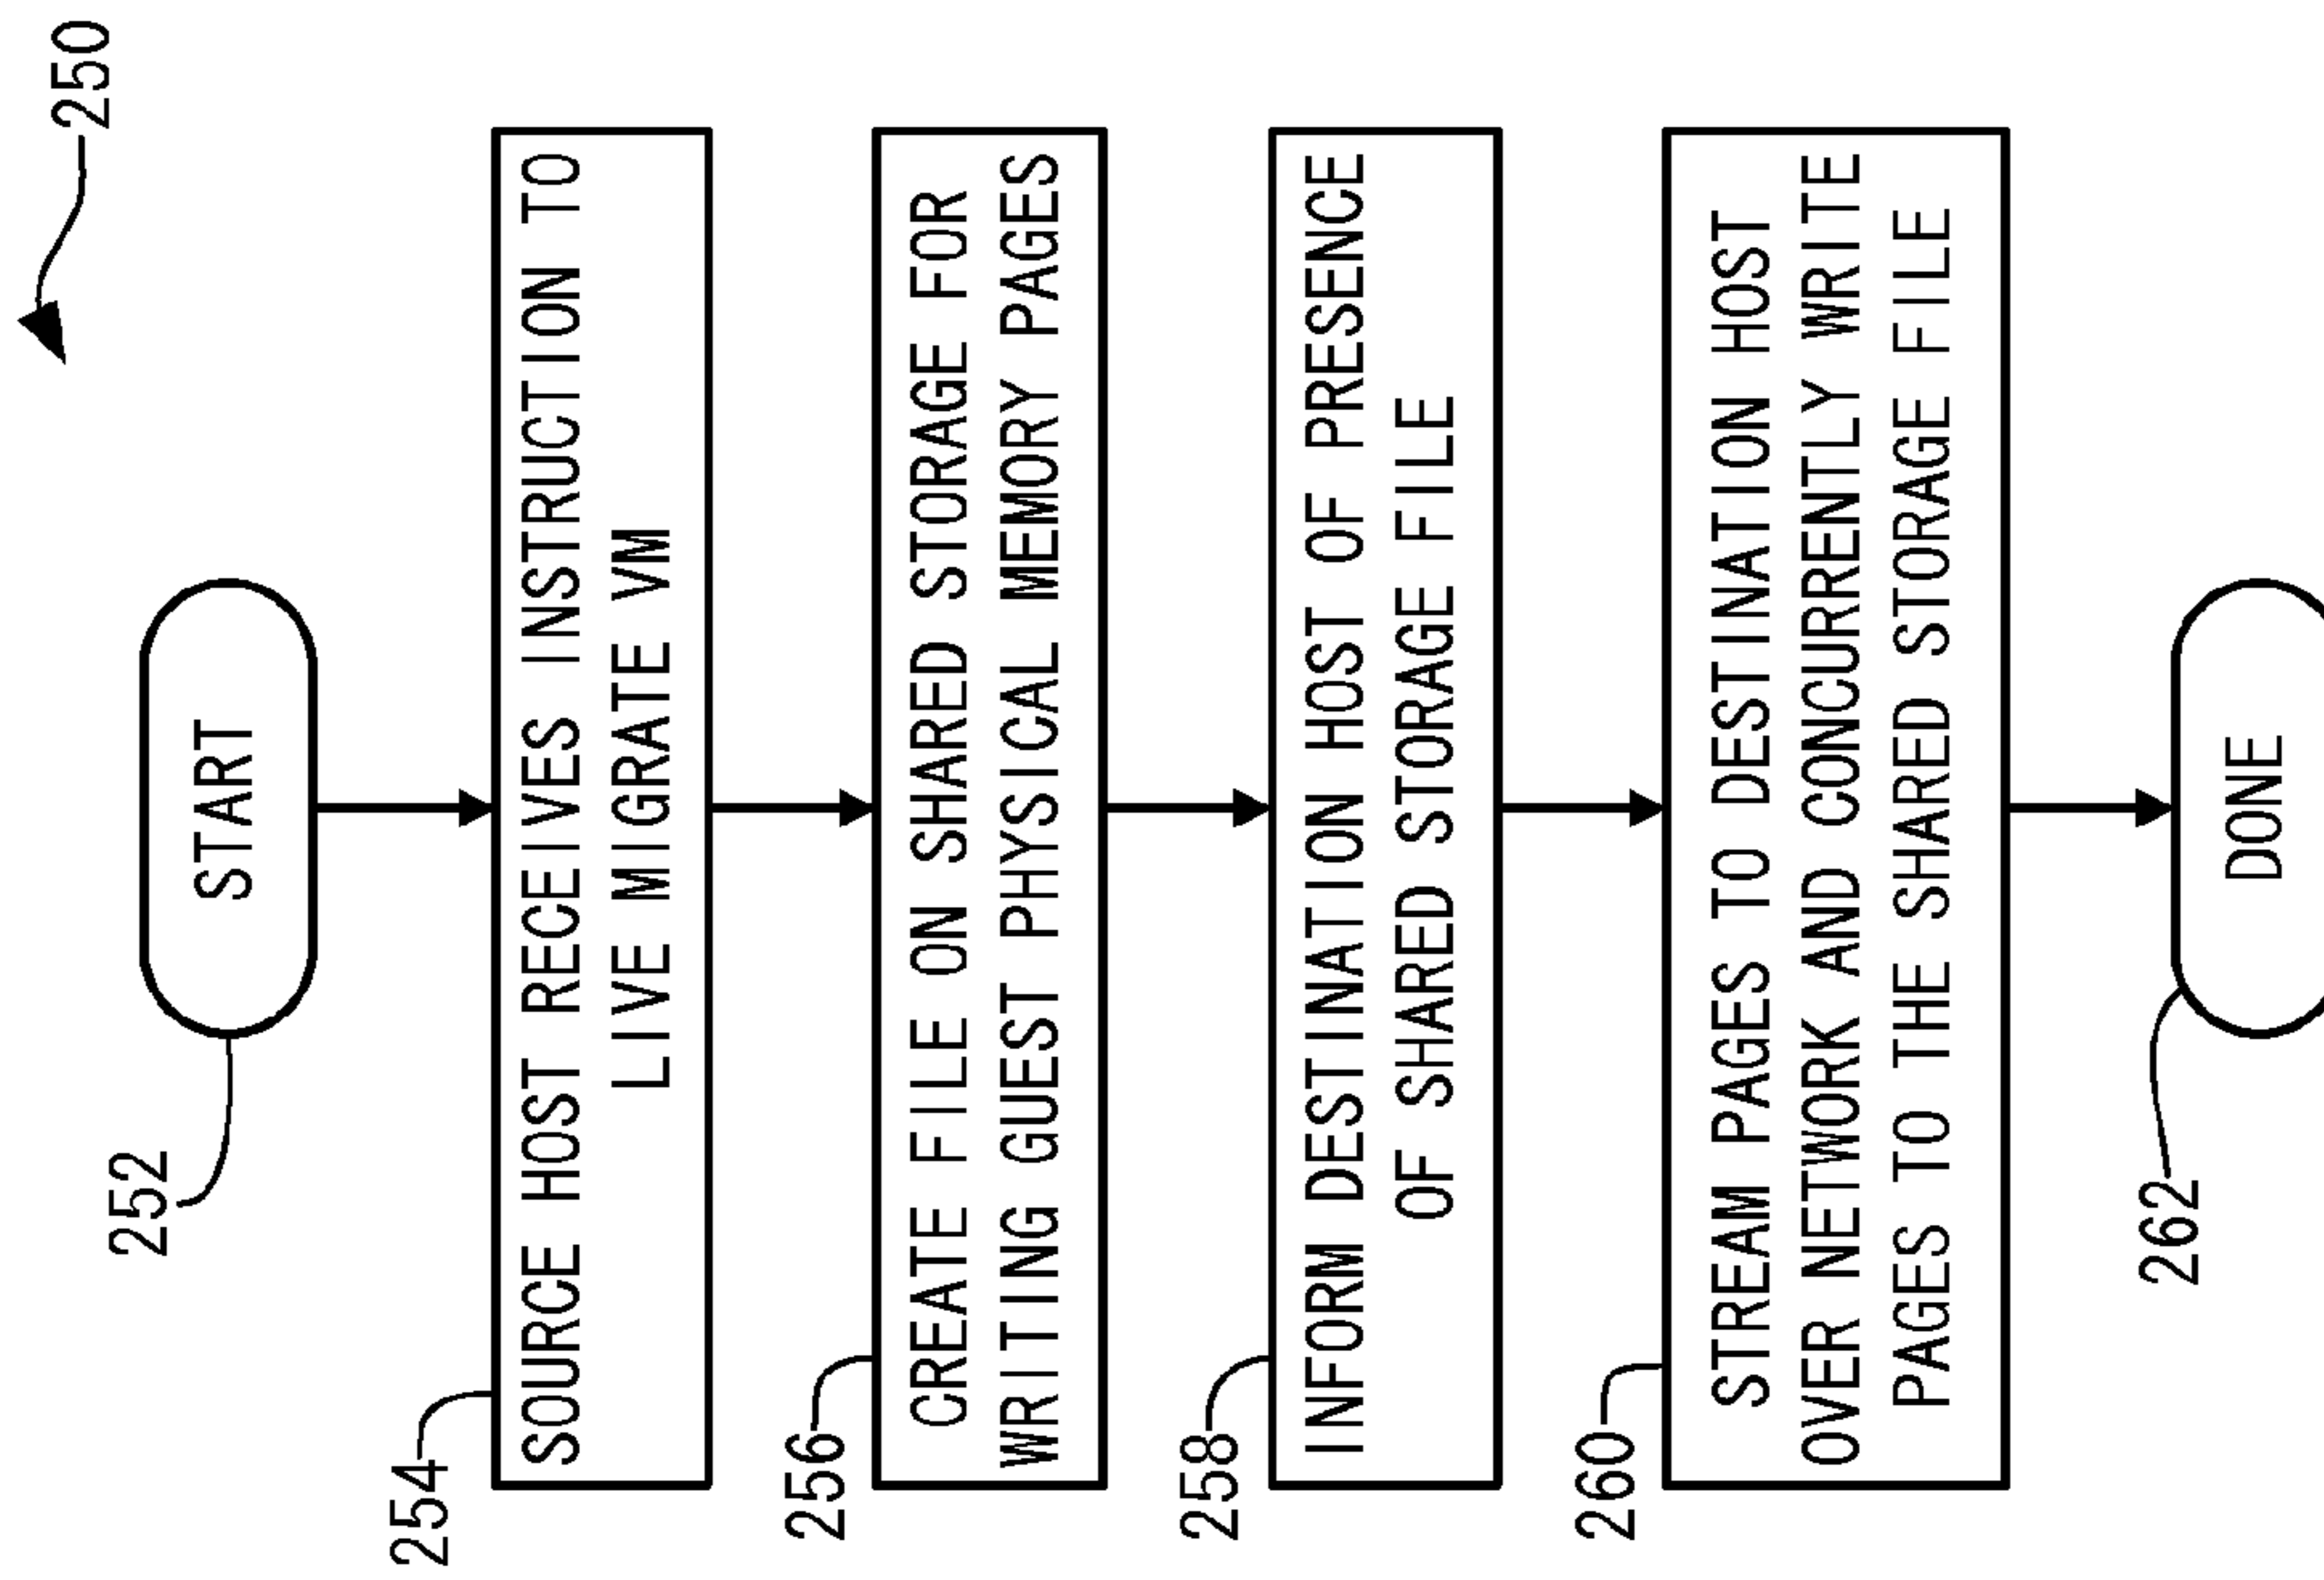 250
252
START
254
SOURCE HOST RECEIVES INSTRUCTION TO
LIVE MIGRATE VM
256
CREATE FILE ON SHARED STORAGE FOR
WRITING GUEST PHYSICAL MEMORY PAGES
258
INFORM DESTINATION HOST OF PRESENCE
OF SHARED STORAGE FILE
260
STREAM PAGES TO DESTINATION HOST
OVER NETWORK AND CONCURRENTLY WRITE
PAGES TO THE SHARED STORAGE FILE
262
DONE